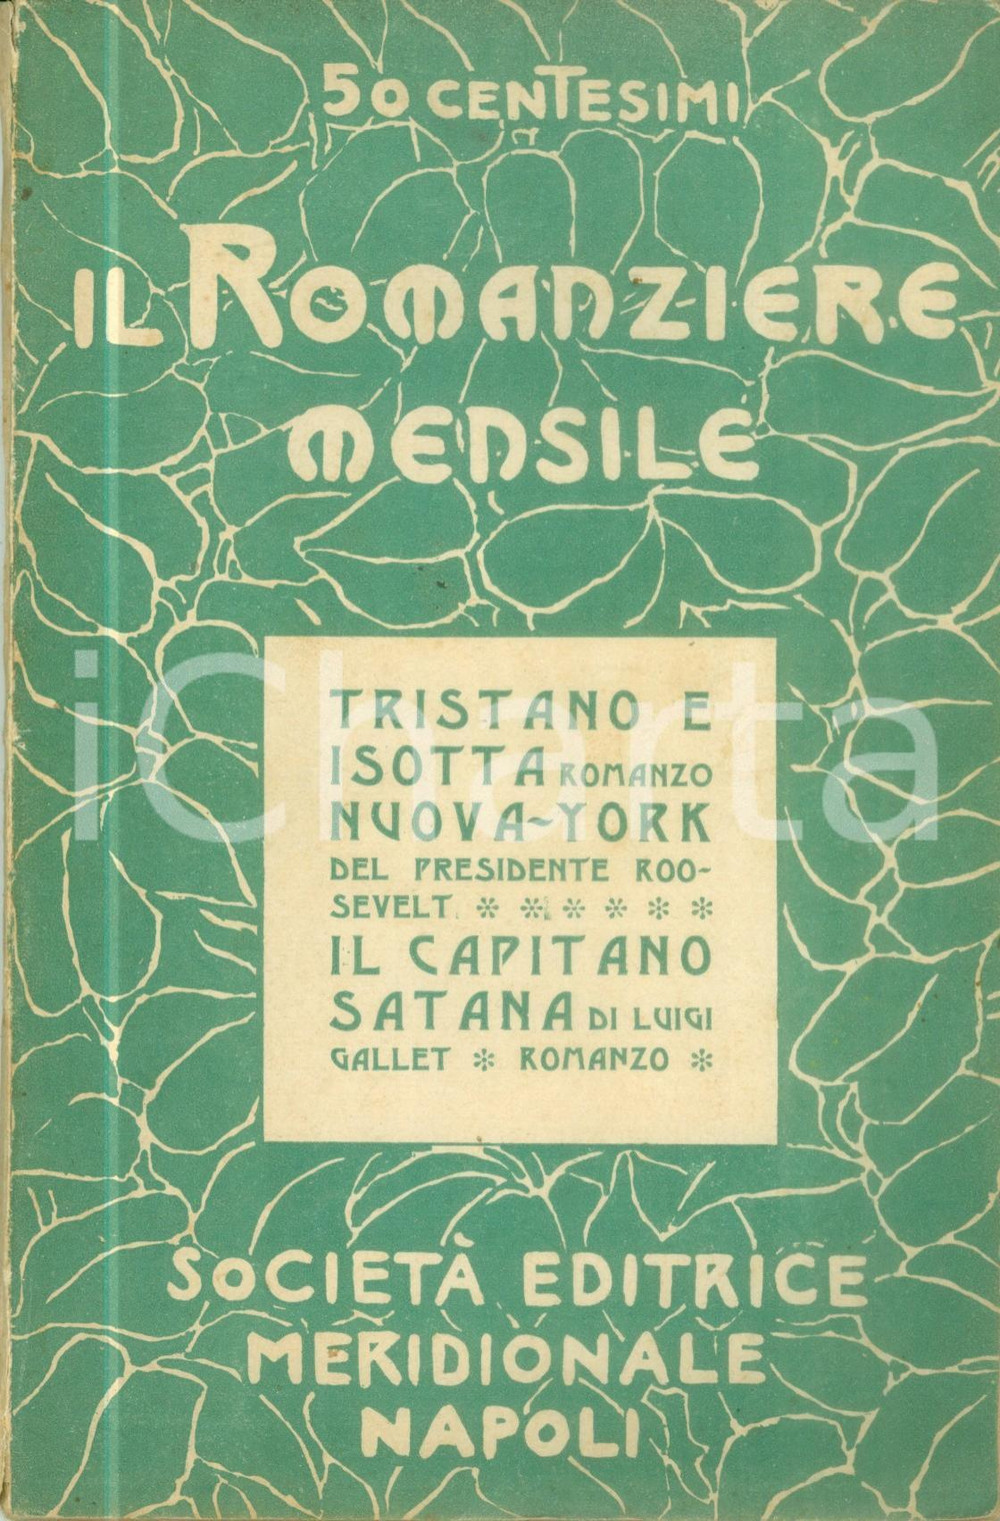 50 CENTESIMI
IL ROMANZIERE
MENSILE
TRISTANO E
ISOTTA ROMANZO
NUOVA-YORK
DEL PRESIDENTE ROO-
SEVELT * * * * * *
IL CAPITANO
SATANA DI LUIGI
GALLET * ROMANZO *
iCharta
SOCIETÀ EDITRICE
MERIDIONALE
NAPOLI